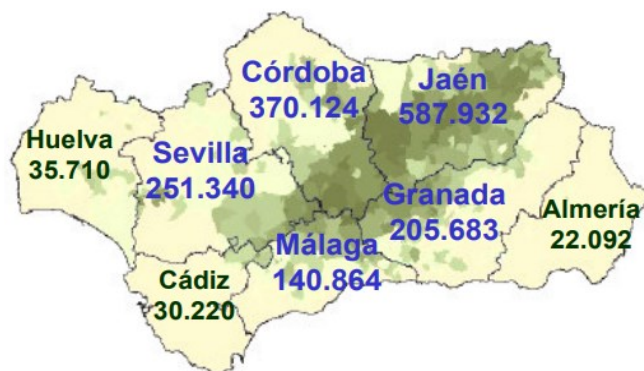 Córdoba
370.124
Jaén
587.932
Huelva
35.710
Sevilla
251.340
Granada
205.683
Almería
22.092
Málaga
140.864
Cádiz
30.220